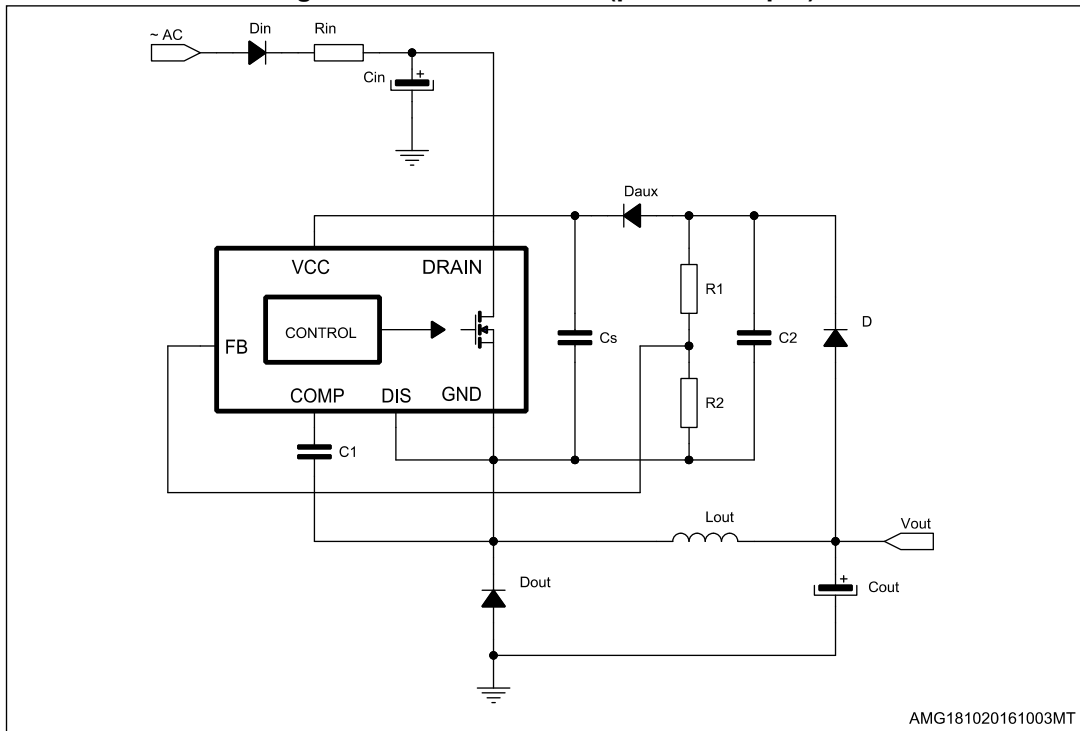 ~ AC
Din
Rin
Cin
+
Daux
VCC
DRAIN
R1
D
CONTROL
Cs
C2
FB
R2
COMP
DIS
GND
C1
Lout
Vout
Dout
+
Cout
AMG181020161003MT